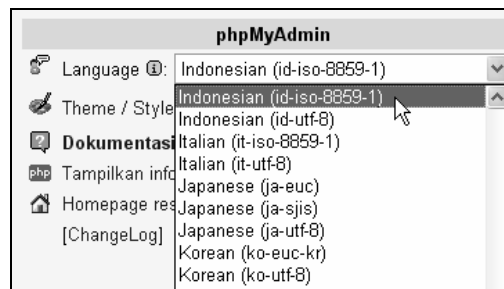 phpMyAdmin
Language ⓘ: Indonesian (id-iso-8859-1)
Theme / Style Indonesian (id-iso-8859-1)
Indonesian (id-utf-8)
Dokumentasi Italian (it-iso-8859-1)
Italian (it-utf-8)
php Tampilkan info Japanese (ja-euc)
Japanese (ja-sjis)
Homepage res Japanese (ja-utf-8)
[ChangeLog] Korean (ko-euc-kr)
Korean (ko-utf-8)